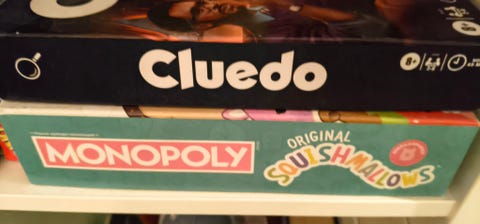 Cluedo
8+
MONOPOLY
ORIGINAL
SQUISHMALLOWS